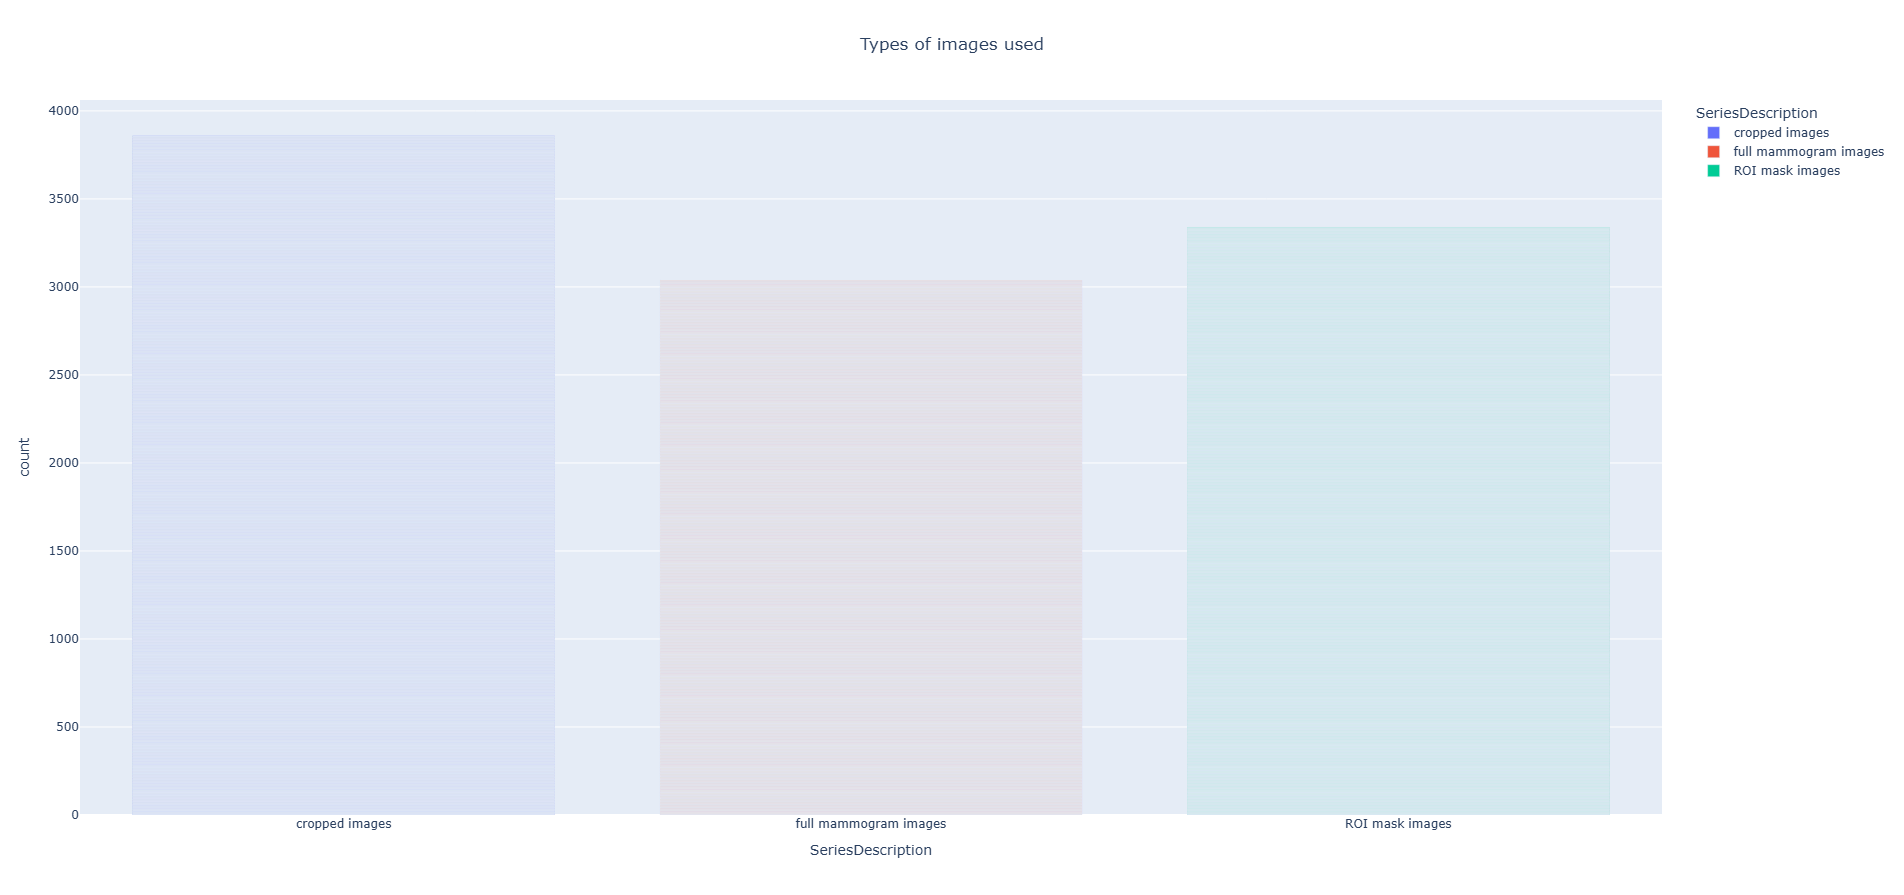 Types of images used
4000
3500
3000
2500
2000
1500
1000
500
0
count
cropped images
full mammogram images
ROI mask images
SeriesDescription
SeriesDescription
cropped images
full mammogram images
ROI mask images